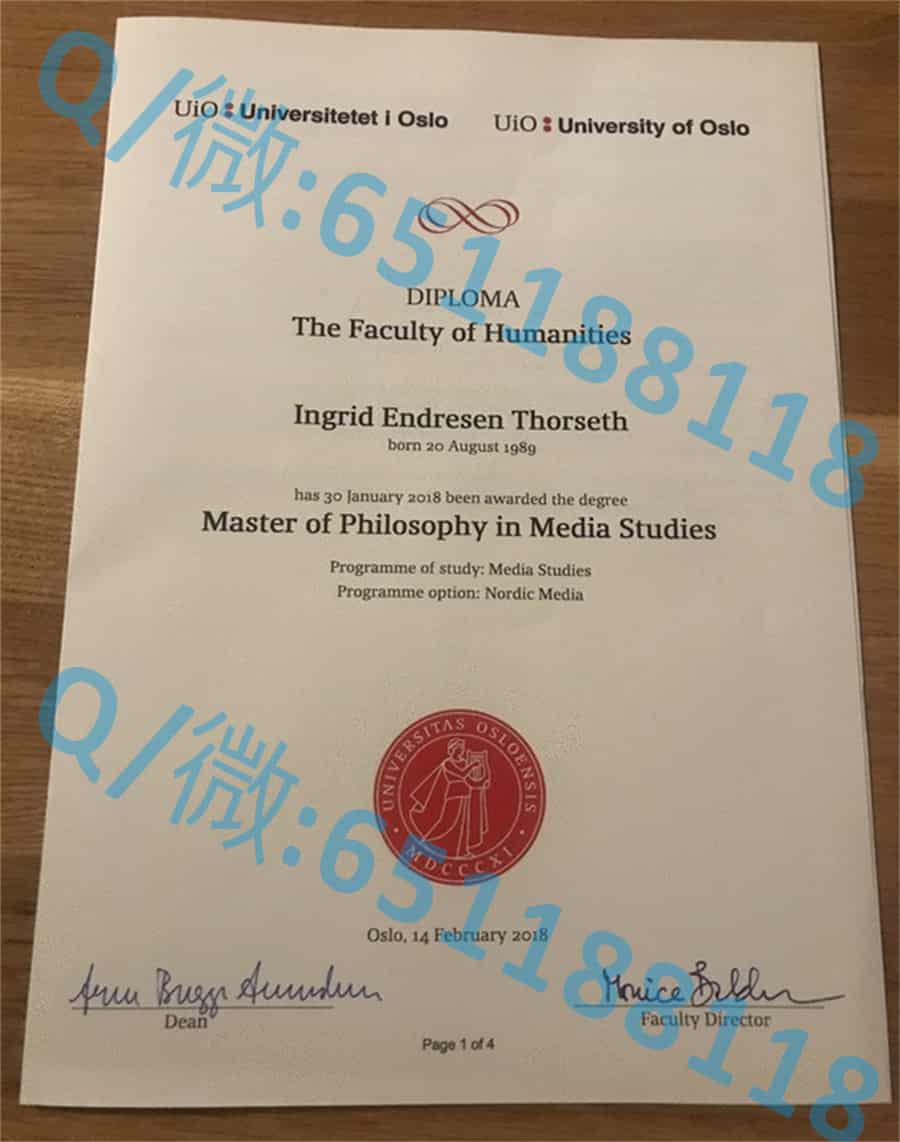 UiO: Universitetet i Oslo
UiO: University of Oslo
DIPLOMA
The Faculty of Humanities
Ingrid Endresen Thorseth
born 20 August 1989
has 30 January 2018 been awarded the degree
Master of Philosophy in Media Studies
Programme of study: Media Studies
Programme option: Nordic Media
UNIVERSITAS OSLOENSIS
MDCCCXI
Oslo, 14 February 2018
Dean
Faculty Director
Page 1 of 4
Q/微:65118118
Q/微:65118118